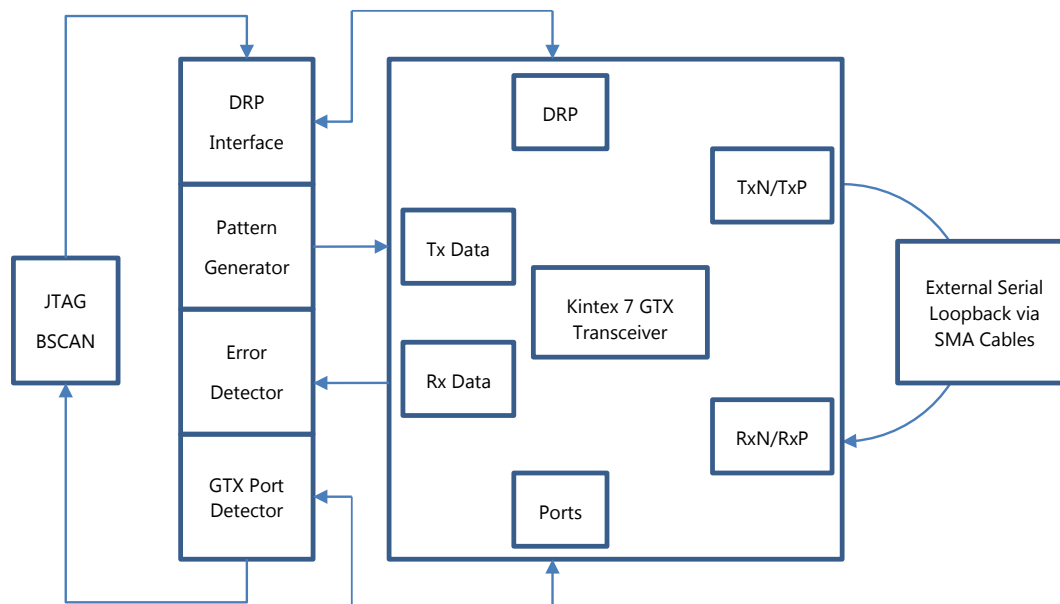 JTAG
BSCAN
DRP
Interface
Pattern
Generator
Error
Detector
GTX Port
Detector
DRP
Tx Data
Rx Data
Kintex 7 GTX
Transceiver
Ports
TxN/TxP
RxN/RxP
External Serial
Loopback via
SMA Cables